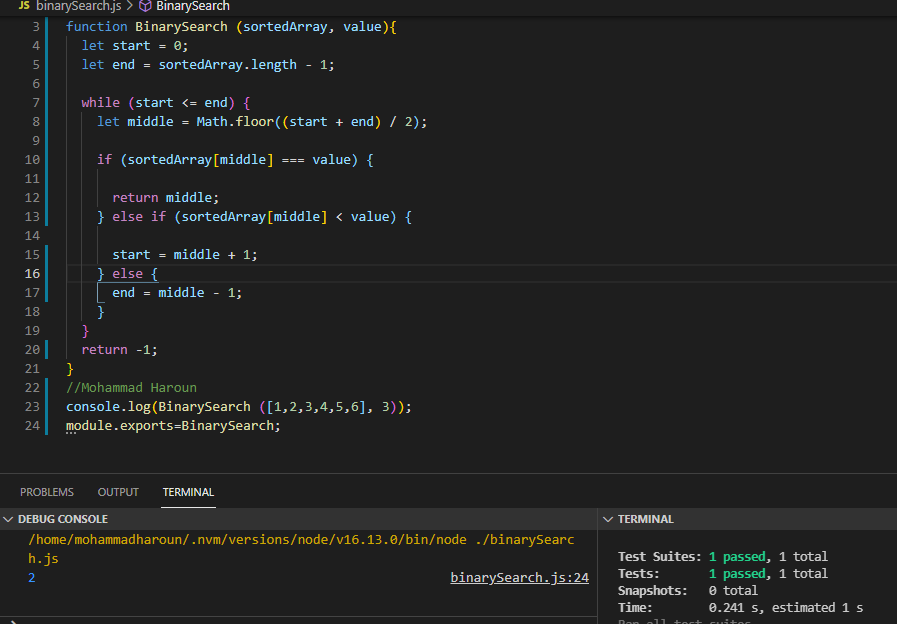 JS binarySearch.js > BinarySearch
3 function BinarySearch (sortedArray, value){
4 let start = 0;
5 let end = sortedArray.length - 1;
6
7 while (start <= end) {
8 let middle = Math.floor((start + end) / 2);
9
10 if (sortedArray[middle] === value) {
11
12 return middle;
13 } else if (sortedArray[middle] < value) {
14
15 start = middle + 1;
16 } else {
17 end = middle - 1;
18 }
19 }
20 return -1;
21 }
22 //Mohammad Haroun
23 console.log(BinarySearch ([1,2,3,4,5,6], 3));
24 module.exports=BinarySearch;
PROBLEMS OUTPUT TERMINAL
DEBUG CONSOLE
/home/mohammadharoun/.nvm/versions/node/v16.13.0/bin/node ./binarySearc
h.js
2 binarySearch.js:24
TERMINAL
Test Suites: 1 passed, 1 total
Tests: 1 passed, 1 total
Snapshots: 0 total
Time: 0.241 s, estimated 1 s
Ran all test suites